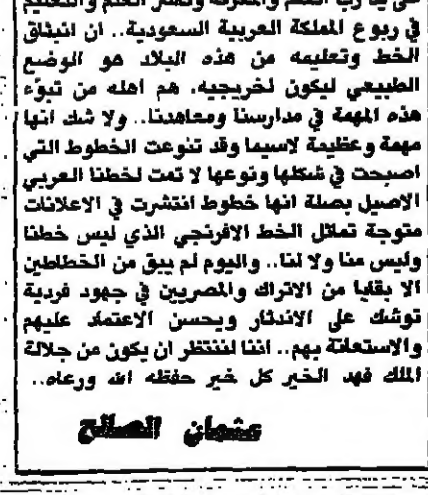 على يا رب العلم والمعرفة ونشر العلم والتعليم
في ربوع المملكة العربية السعودية.. ان انبثاق
الخط وتعليمه من هذه البلاد هو الوضع
الطبيعي ليكون لخريجيه. هم اهله من تبوّء
هذه المهمة في مدارسنا ومعاهدنا.. ولا شك انها
مهمة وعظيمة لاسيما وقد تنوعت الخطوط التي
اصبحت في شكلها ونوعها لا تمت لخطنا العربي
الاصيل بصلة انها خطوط انتشرت في الاعلانات
متوجة تماثل الخط الافرنجي الذي ليس خطنا
وليس منا ولا لنا.. واليوم لم يبق من الخطاطين
الا بقايا من الاتراك والمصريين في جهود فردية
توشك على الاندثار ويحسن الاعتماد عليهم
والاستعانة بهم.. اننا لننتظر ان يكون من جلالة
الملك فهد الخير كل خير حفظه الله ورعاه..
عثمان الصالح